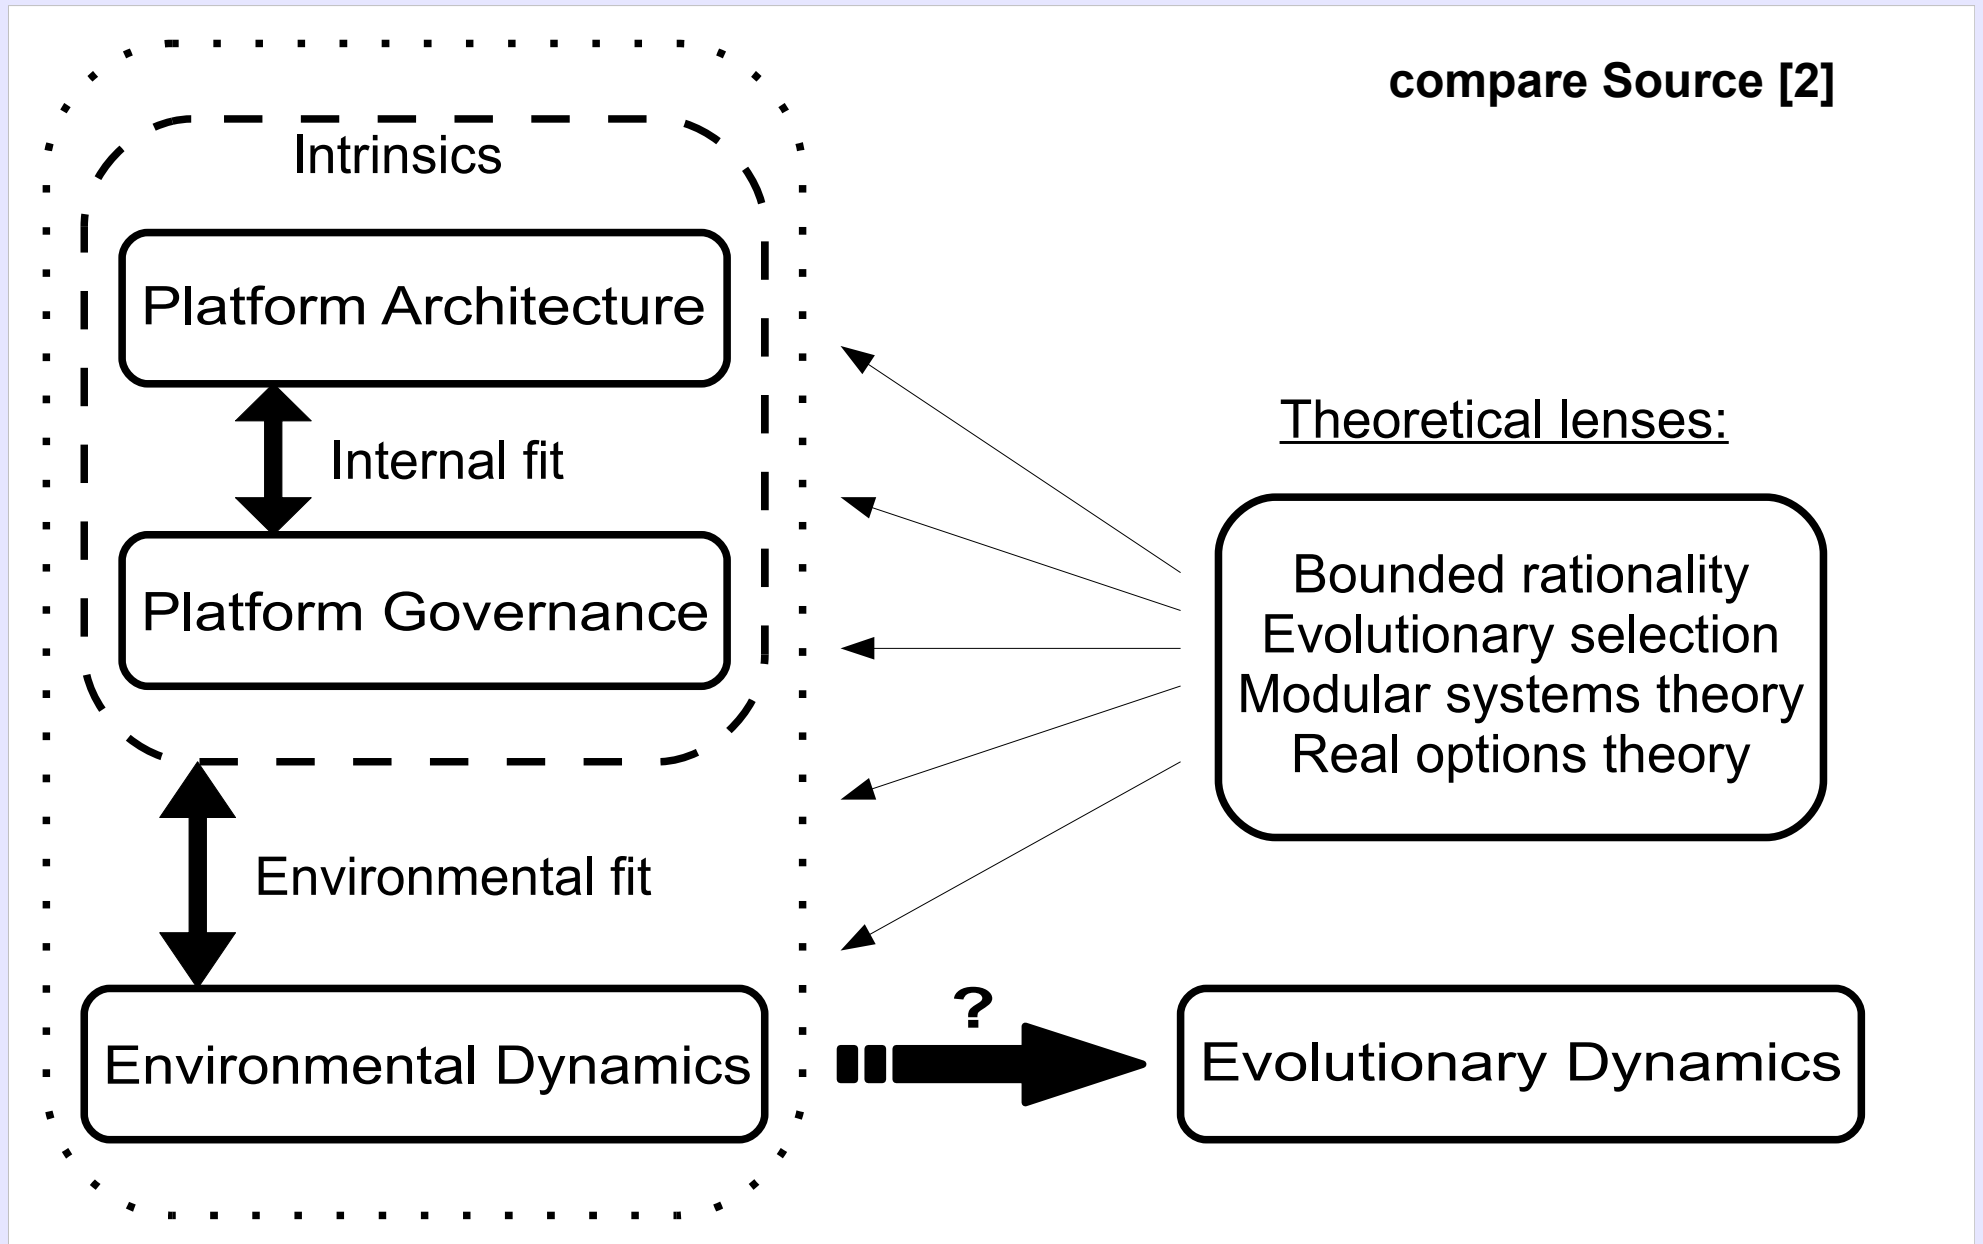 compare Source [2]
Intrinsics
Platform Architecture
Internal fit
Platform Governance
Environmental fit
Environmental Dynamics
Theoretical lenses:
Bounded rationality
Evolutionary selection
Modular systems theory
Real options theory
?
Evolutionary Dynamics